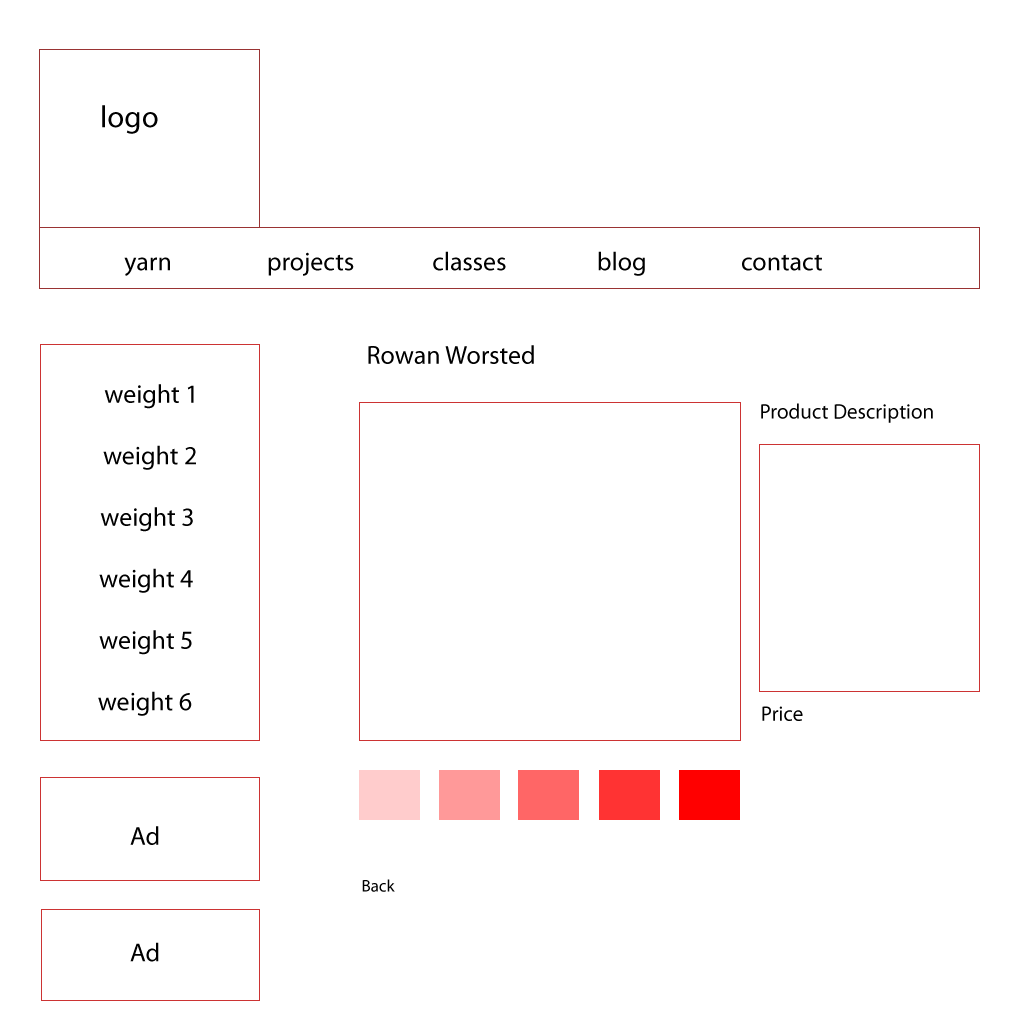 logo
yarn projects classes blog contact
weight 1
weight 2
weight 3
weight 4
weight 5
weight 6
Ad
Ad
Rowan Worsted
Product Description
Price
Back